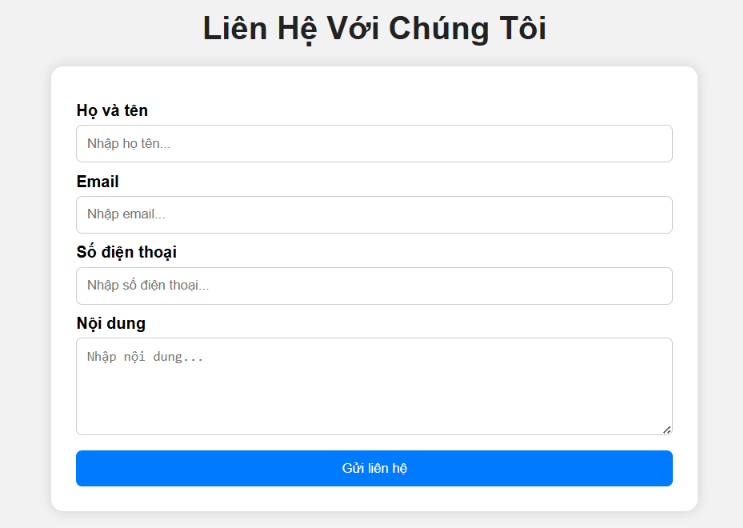 Liên Hệ Với Chúng Tôi
Họ và tên
Nhập họ tên...
Email
Nhập email...
Số điện thoại
Nhập số điện thoại...
Nội dung
Nhập nội dung...
Gửi liên hệ